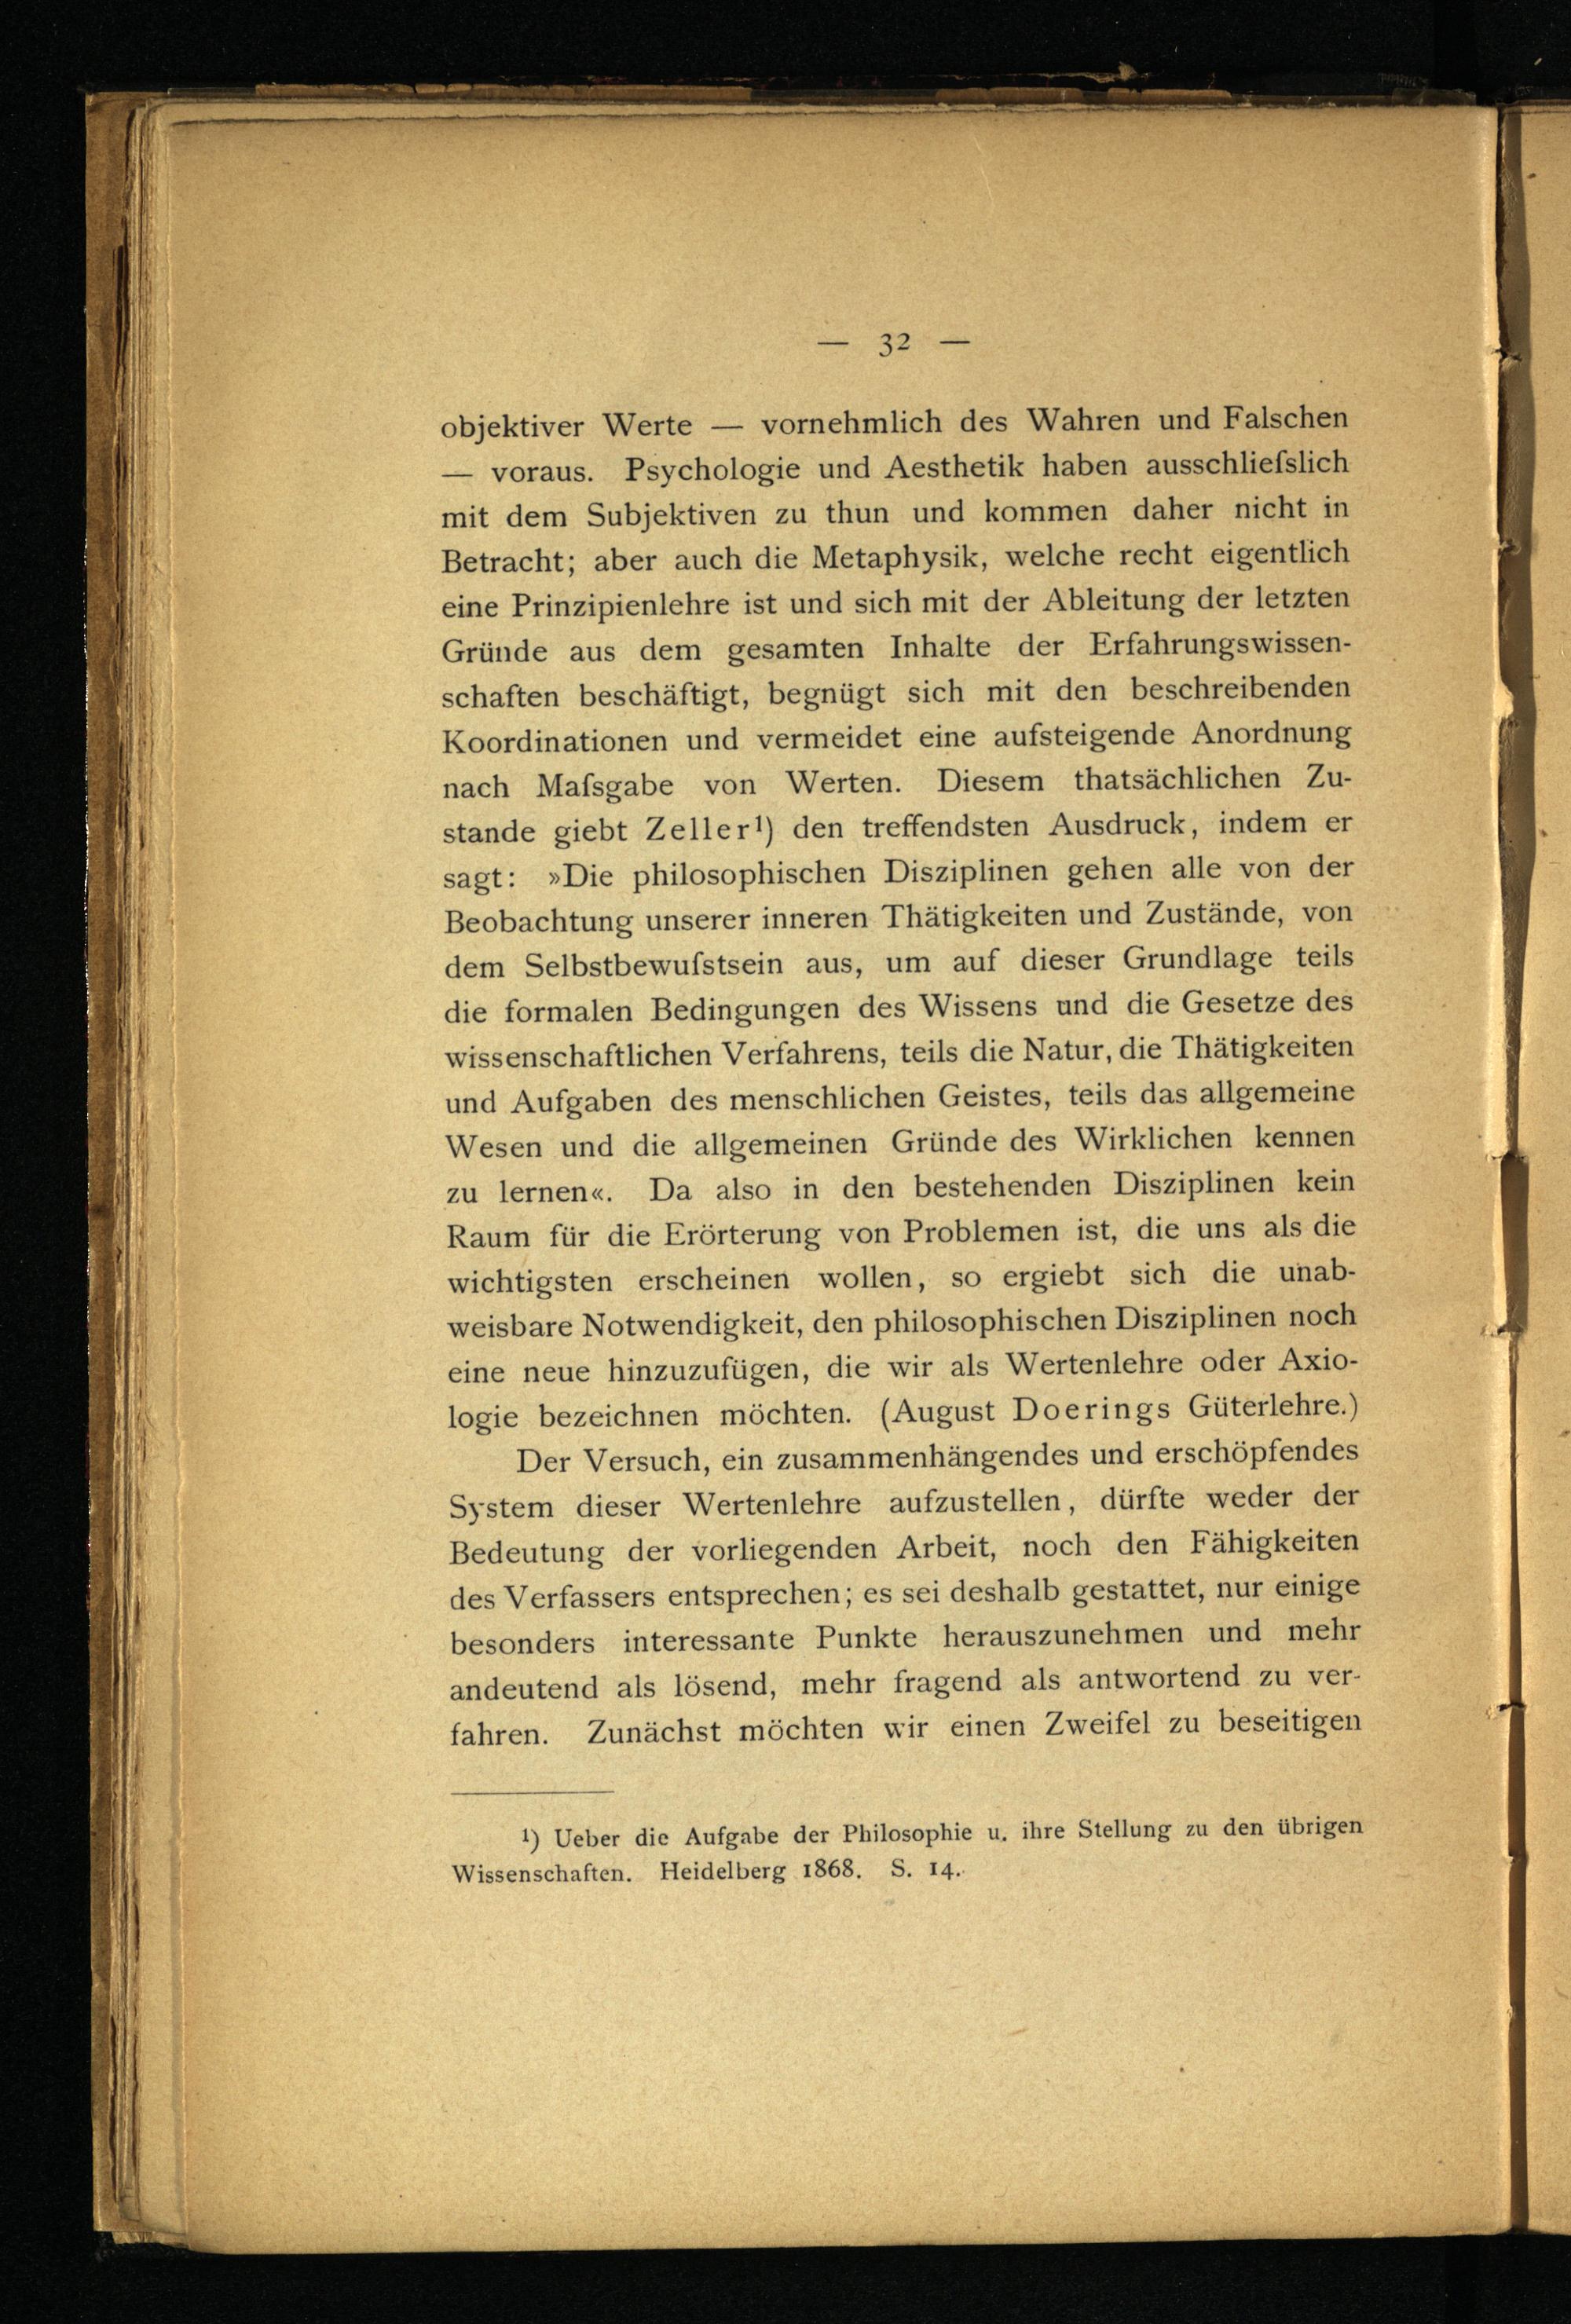 — 32 —
objektiver Werte — vornehmlich des Wahren und Falschen
— voraus. Psychologie und Aesthetik haben ausschlieſslich
mit dem Subjektiven zu thun und kommen daher nicht in
Betracht; aber auch die Metaphysik, welche recht eigentlich
eine Prinzipienlehre ist und sich mit der Ableitung der letzten
Gründe aus dem gesamten Inhalte der Erfahrungswissen-
schaften beschäftigt, begnügt sich mit den beschreibenden
Koordinationen und vermeidet eine aufsteigende Anordnung
nach Maſsgabe von Werten. Diesem thatsächlichen Zu-
stande giebt Zeller¹) den treffendsten Ausdruck, indem er
sagt: »Die philosophischen Disziplinen gehen alle von der
Beobachtung unserer inneren Thätigkeiten und Zustände, von
dem Selbstbewuſstsein aus, um auf dieser Grundlage teils
die formalen Bedingungen des Wissens und die Gesetze des
wissenschaftlichen Verfahrens, teils die Natur, die Thätigkeiten
und Aufgaben des menschlichen Geistes, teils das allgemeine
Wesen und die allgemeinen Gründe des Wirklichen kennen
zu lernen«. Da also in den bestehenden Disziplinen kein
Raum für die Erörterung von Problemen ist, die uns als die
wichtigsten erscheinen wollen, so ergiebt sich die unab-
weisbare Notwendigkeit, den philosophischen Disziplinen noch
eine neue hinzuzufügen, die wir als Wertenlehre oder Axio-
logie bezeichnen möchten. (August Doerings Güterlehre.)
Der Versuch, ein zusammenhängendes und erschöpfendes
System dieser Wertenlehre aufzustellen, dürfte weder der
Bedeutung der vorliegenden Arbeit, noch den Fähigkeiten
des Verfassers entsprechen; es sei deshalb gestattet, nur einige
besonders interessante Punkte herauszunehmen und mehr
andeutend als lösend, mehr fragend als antwortend zu ver-
fahren. Zunächst möchten wir einen Zweifel zu beseitigen
¹) Ueber die Aufgabe der Philosophie u. ihre Stellung zu den übrigen
Wissenschaften. Heidelberg 1868. S. 14.